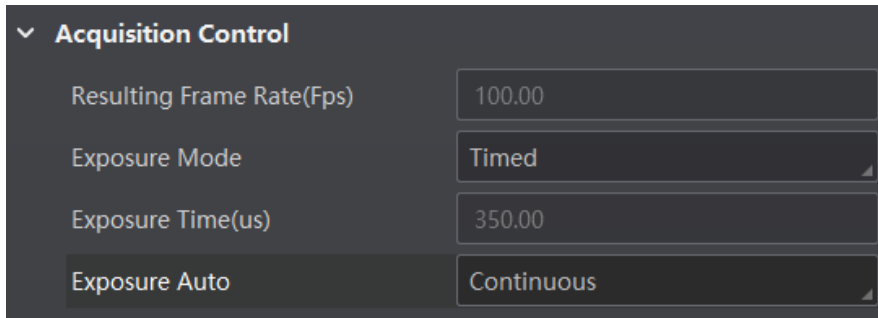 Acquisition Control
Resulting Frame Rate(Fps) 100.00
Exposure Mode Timed
Exposure Time(us) 350.00
Exposure Auto Continuous